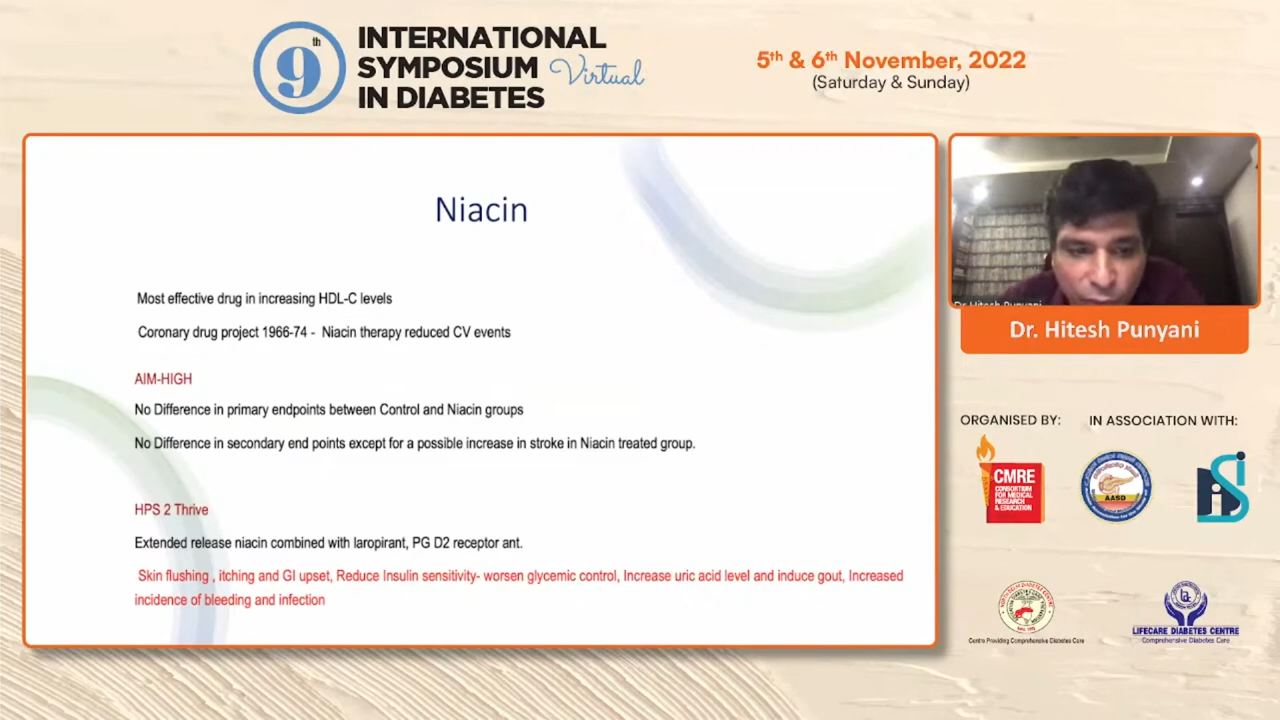 9th
INTERNATIONAL
SYMPOSIUM Virtual
IN DIABETES
5th & 6th November, 2022
(Saturday & Sunday)
Niacin
Most effective drug in increasing HDL-C levels
Coronary drug project 1966-74 - Niacin therapy reduced CV events
AIM-HIGH
No Difference in primary endpoints between Control and Niacin groups
No Difference in secondary end points except for a possible increase in stroke in Niacin treated group.
HPS 2 Thrive
Extended release niacin combined with laropirant, PG D2 receptor ant.
Skin flushing , itching and GI upset, Reduce Insulin sensitivity- worsen glycemic control, Increase uric acid level and induce gout, Increased
incidence of bleeding and infection
Dr Hitesh Punyani
Dr. Hitesh Punyani
ORGANISED BY:
IN ASSOCIATION WITH:
CMRE
CONSORTIUM
FOR MEDICAL
RESEARCH
& EDUCATION
AASD
Centre Providing Comprehensive Diabetes Care
LIFECARE DIABETES CENTRE
Comprehensive Diabetes Care